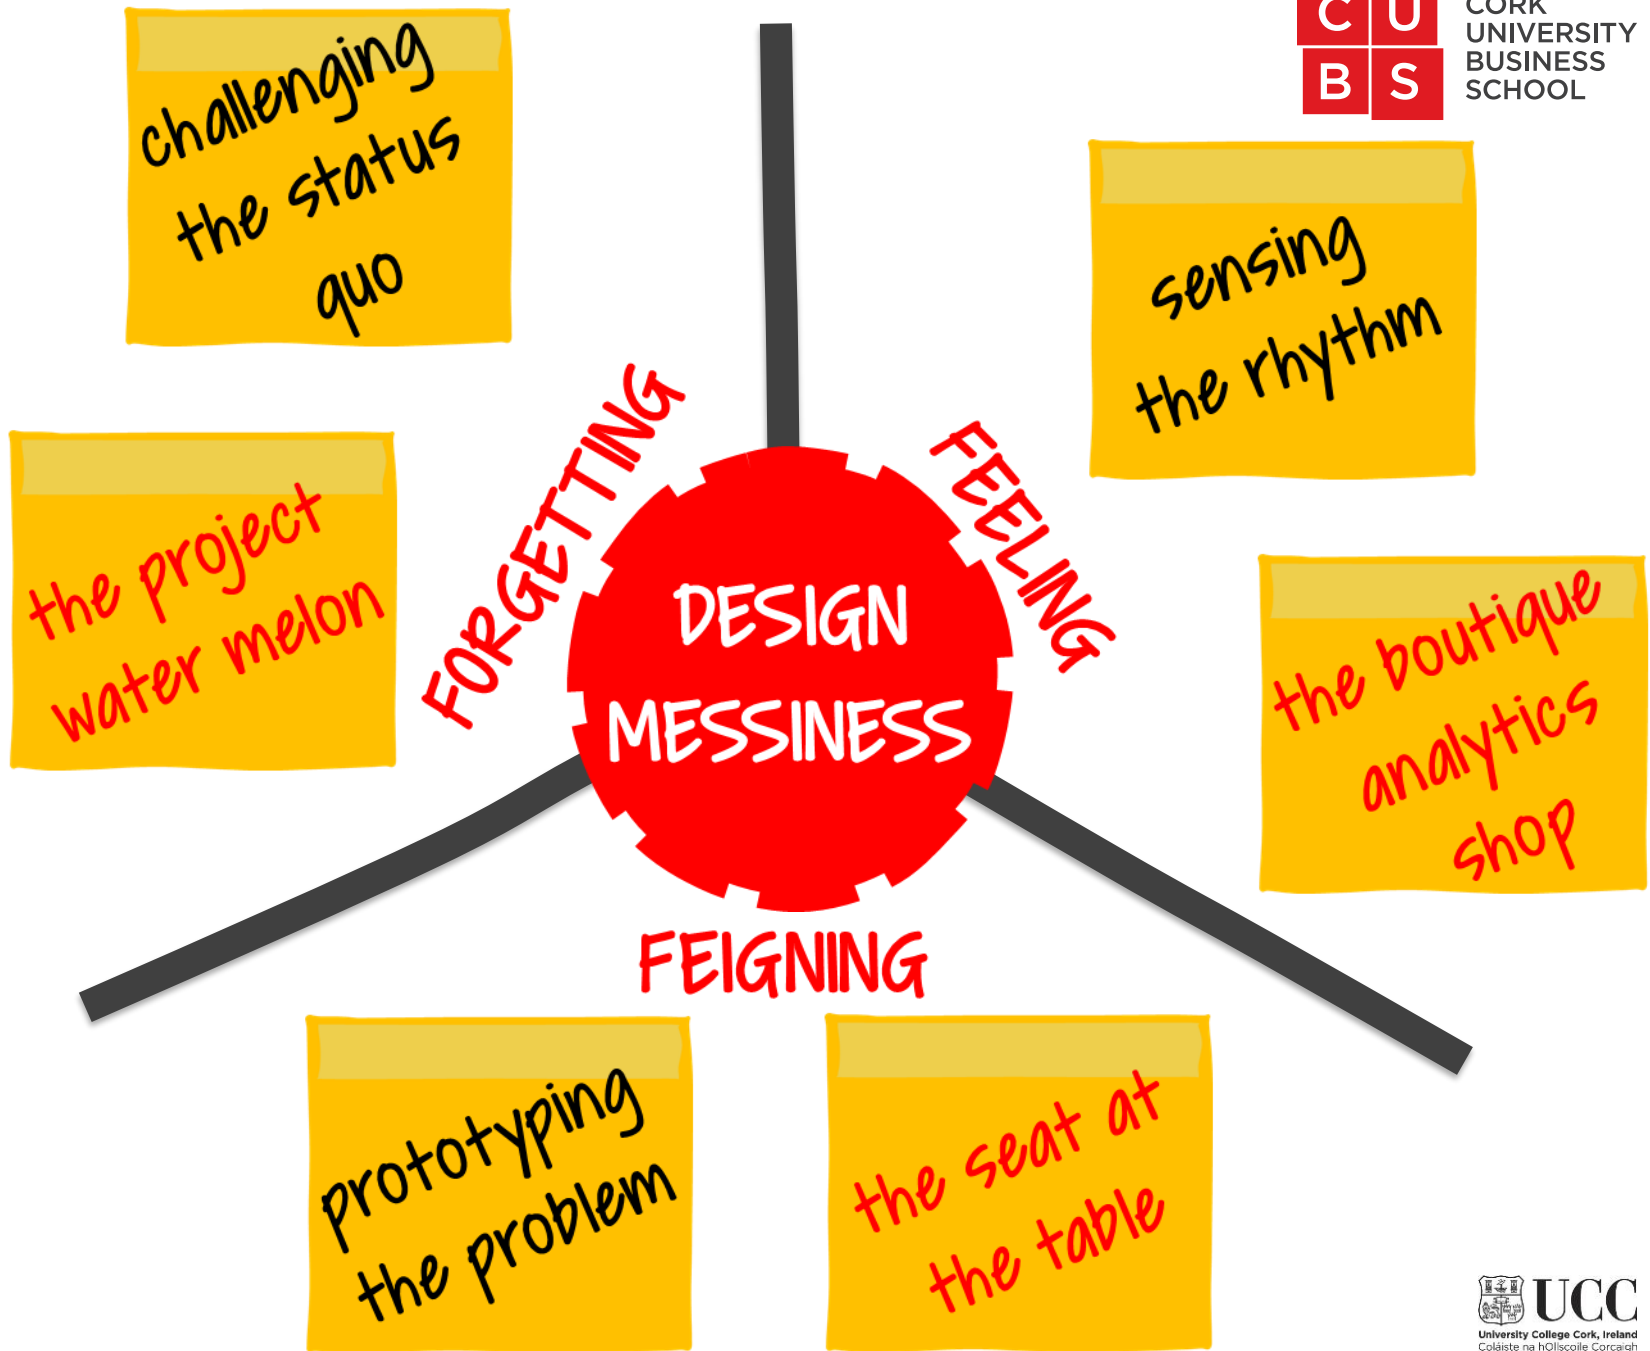 challenging
the status
quo
CUBS
CORK
UNIVERSITY
BUSINESS
SCHOOL
sensing
the rhythm
FORGETTING
FEELING
the project
water melon
DESIGN
MESSINESS
the boutique
analytics
shop
FEIGNING
prototyping
the problem
the seat at
the table
UCC
University College Cork, Ireland
Coláiste na hOllscoile Corcaigh